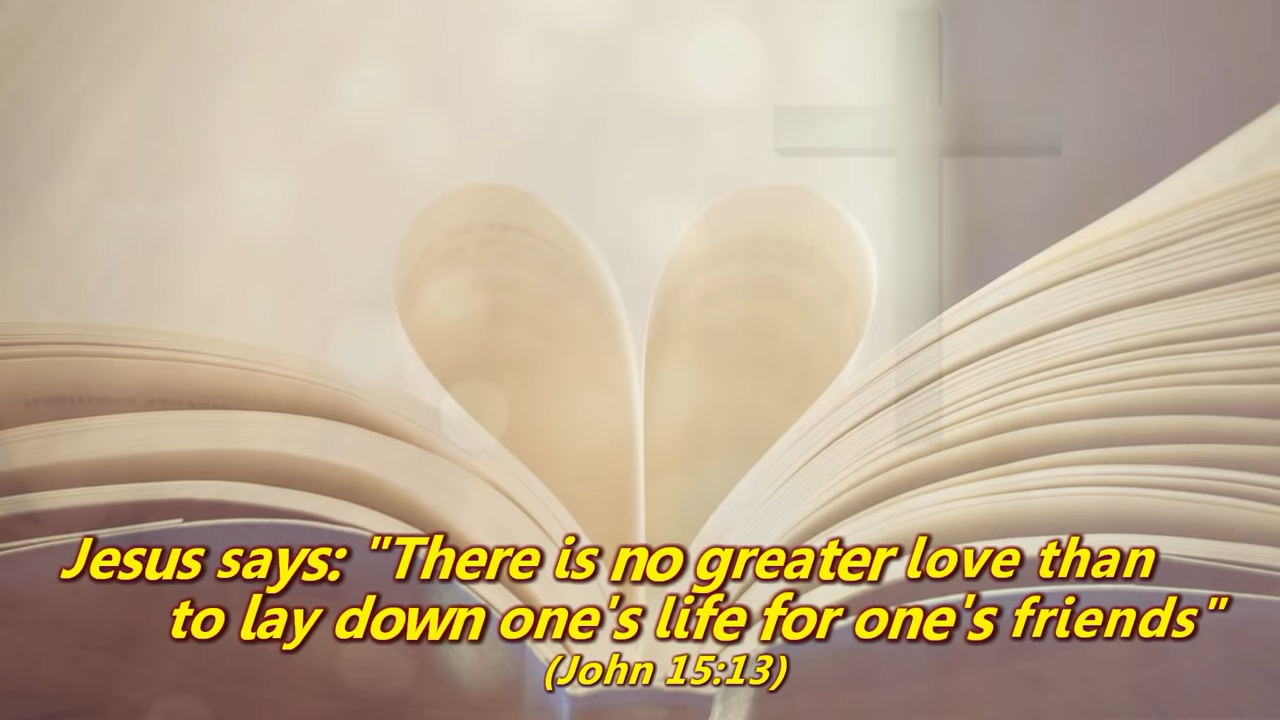 Jesus says: "There is no greater love than
to lay down one's life for one's friends"
(John 15:13)